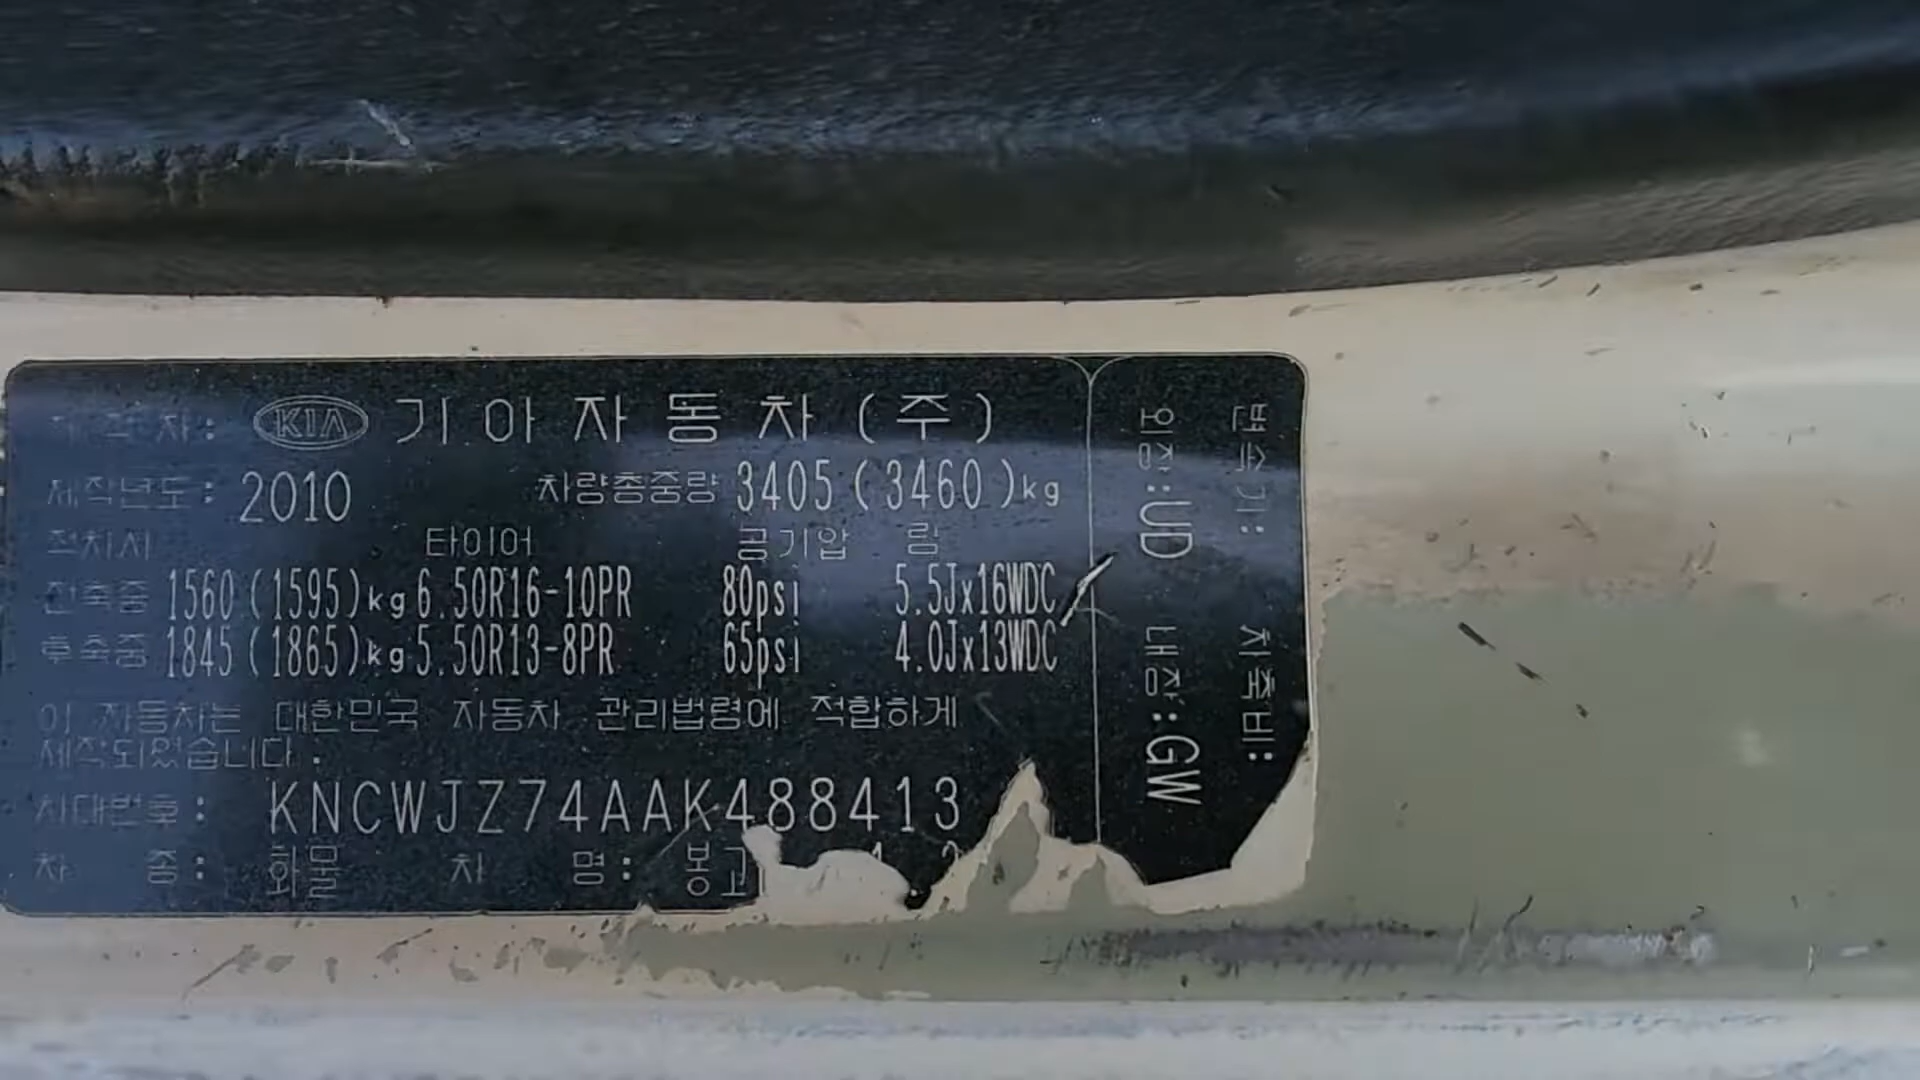 제작자: KIA 기아자동차(주)
제작년도: 2010 차량총중량 3405(3460)kg
적차시 타이어 공기압 림
전축중 1560(1595)kg 6.50R16-10PR 80psi 5.5Jx16WDC
후축중 1845(1865)kg 5.50R13-8PR 65psi 4.0Jx13WDC
이 자동차는 대한민국 자동차 관리법령에 적합하게
제작되었습니다.
차대번호: KNCWJZ74AAK488413
차 종: 화물 차 명: 봉고
변속기: 차축비:
외장:UD 내장:GW